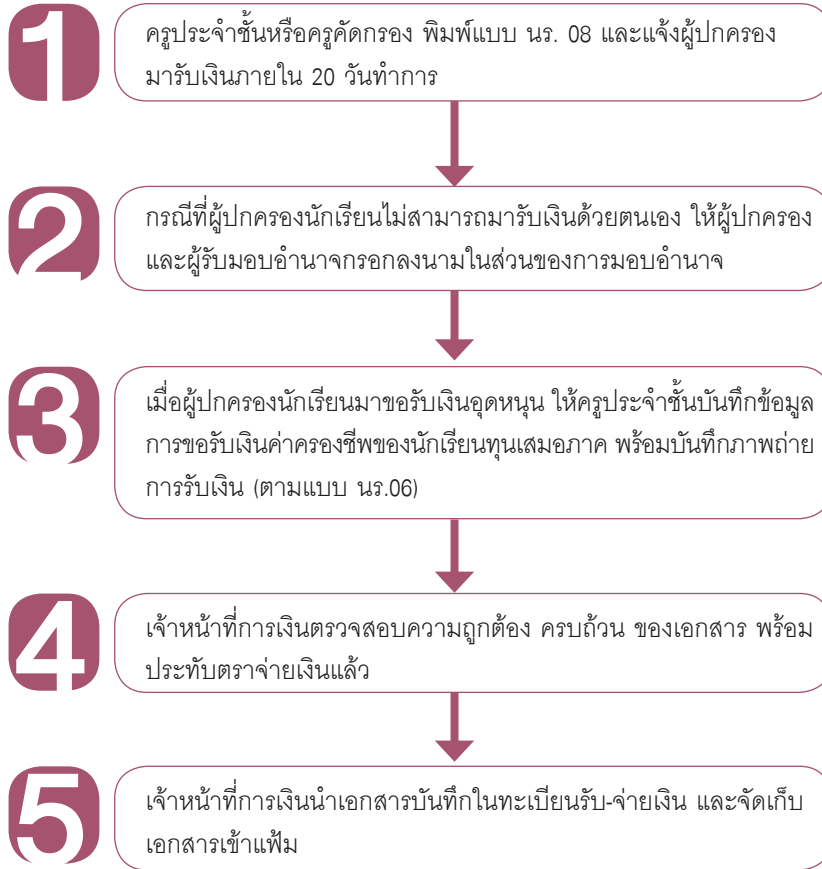 1
ครูประจำชั้นหรือครูคัดกรอง พิมพ์แบบ นร. 08 และแจ้งผู้ปกครอง
มารับเงินภายใน 20 วันทำการ
2
กรณีที่ผู้ปกครองนักเรียนไม่สามารถมารับเงินด้วยตนเอง ให้ผู้ปกครอง
และผู้รับมอบอำนาจกรอกลงนามในส่วนของการมอบอำนาจ
3
เมื่อผู้ปกครองนักเรียนมาขอรับเงินอุดหนุน ให้ครูประจำชั้นบันทึกข้อมูล
การขอรับเงินค่าครองชีพของนักเรียนทุนเสมอภาค พร้อมบันทึกภาพถ่าย
การรับเงิน (ตามแบบ นร.06)
4
เจ้าหน้าที่การเงินตรวจสอบความถูกต้อง ครบถ้วน ของเอกสาร พร้อม
ประทับตราจ่ายเงินแล้ว
5
เจ้าหน้าที่การเงินนำเอกสารบันทึกในทะเบียนรับ-จ่ายเงิน และจัดเก็บ
เอกสารเข้าแฟ้ม